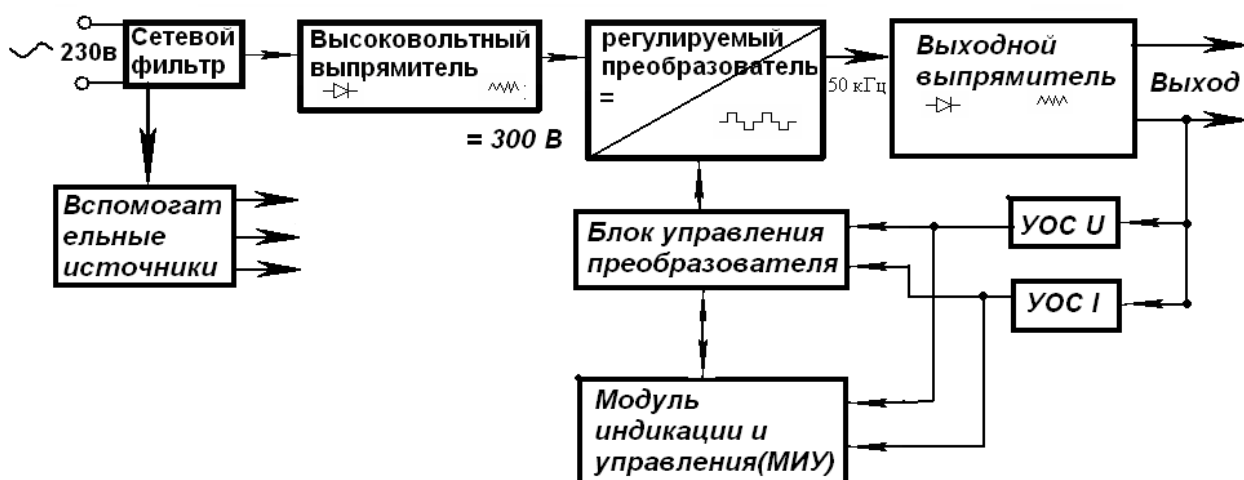 230в
Сетевой
фильтр
Высоковольтный
выпрямитель
= 300 В
регулируемый
преобразователь
=
50 кГц
Выходной
выпрямитель
Выход
Вспомогат
ельные
источники
Блок управления
преобразователя
УОС U
УОС I
Модуль
индикации и
управления(МИУ)